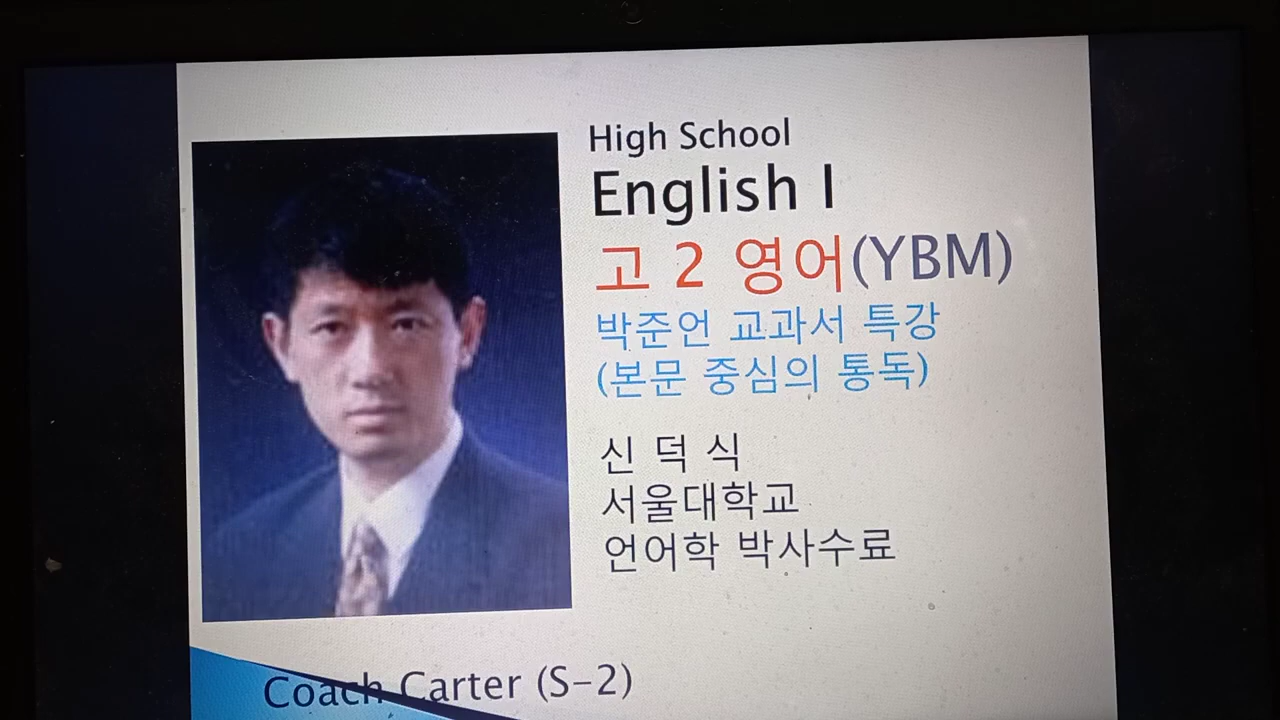 High School
English I
고 2 영어(YBM)
박준언 교과서 특강
(본문 중심의 통독)
신 덕 식
서울대학교
언어학 박사수료
Coach Carter (S-2)